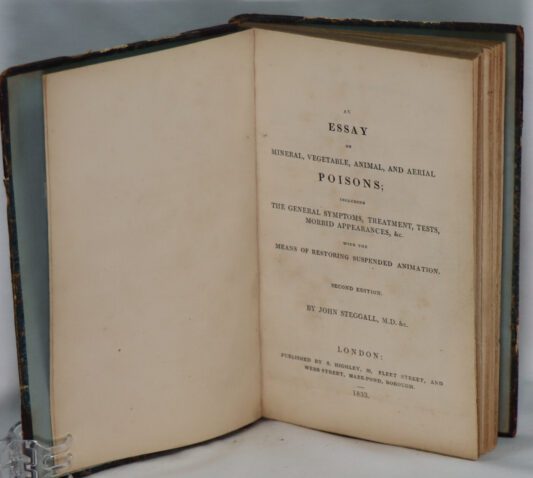 AN
ESSAY
ON
MINERAL, VEGETABLE, ANIMAL, AND AERIAL
POISONS;
INCLUDING
THE GENERAL SYMPTOMS, TREATMENT, TESTS,
MORBID APPEARANCES, &c.
WITH THE
MEANS OF RESTORING SUSPENDED ANIMATION.
SECOND EDITION.
BY JOHN STEGGALL, M.D. &c.
LONDON:
PUBLISHED BY S. HIGHLEY, 32, FLEET STREET, AND
WEBB STREET, MAZE-POND, BOROUGH.
1833.